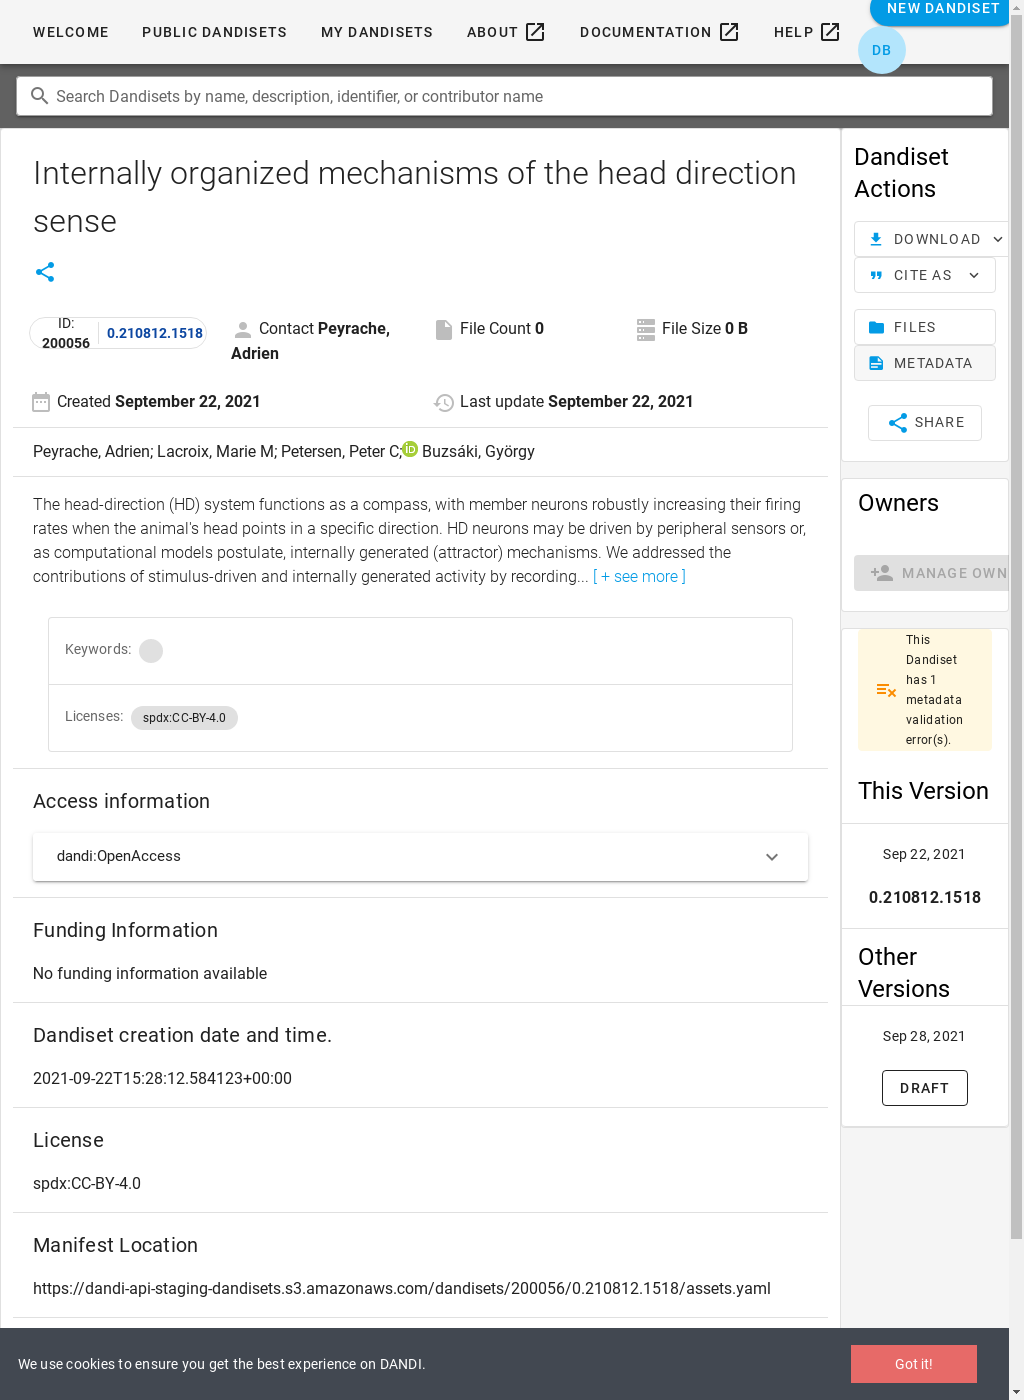 WELCOME
PUBLIC DANDISETS
MY DANDISETS
ABOUT
DOCUMENTATION
HELP
NEW DANDISET
DB
Search Dandisets by name, description, identifier, or contributor name
Internally organized mechanisms of the head direction
sense
ID:
200056
0.210812.1518
Contact Peyrache,
Adrien
File Count 0
File Size 0 B
Created September 22, 2021
Last update September 22, 2021
Peyrache, Adrien; Lacroix, Marie M; Petersen, Peter C; iD Buzsáki, György
The head-direction (HD) system functions as a compass, with member neurons robustly increasing their firing
rates when the animal's head points in a specific direction. HD neurons may be driven by peripheral sensors or,
as computational models postulate, internally generated (attractor) mechanisms. We addressed the
contributions of stimulus-driven and internally generated activity by recording... [ + see more ]
Keywords:
Licenses: spdx:CC-BY-4.0
Access information
dandi:OpenAccess
Funding Information
No funding information available
Dandiset creation date and time.
2021-09-22T15:28:12.584123+00:00
License
spdx:CC-BY-4.0
Manifest Location
https://dandi-api-staging-dandisets.s3.amazonaws.com/dandisets/200056/0.210812.1518/assets.yaml
Dandiset
Actions
DOWNLOAD
CITE AS
FILES
METADATA
SHARE
Owners
MANAGE OWN
This
Dandiset
has 1
metadata
validation
error(s).
This Version
Sep 22, 2021
0.210812.1518
Other
Versions
Sep 28, 2021
DRAFT
We use cookies to ensure you get the best experience on DANDI.
Got it!